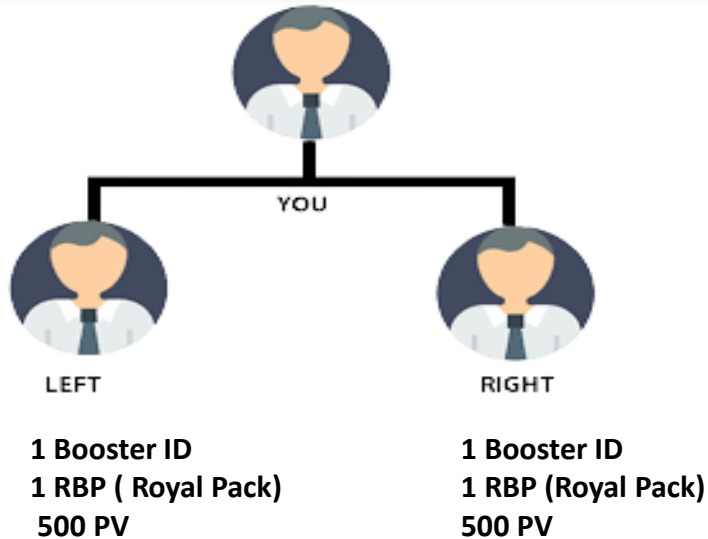 YOU
LEFT
RIGHT
1 Booster ID
1 RBP ( Royal Pack)
500 PV
1 Booster ID
1 RBP (Royal Pack)
500 PV